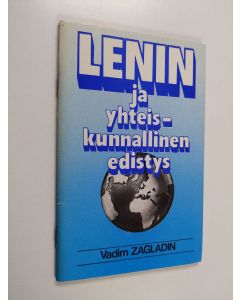 LENIN
ja
yhteis-
kunnallinen
edistys
Vadim ZAGLADIN